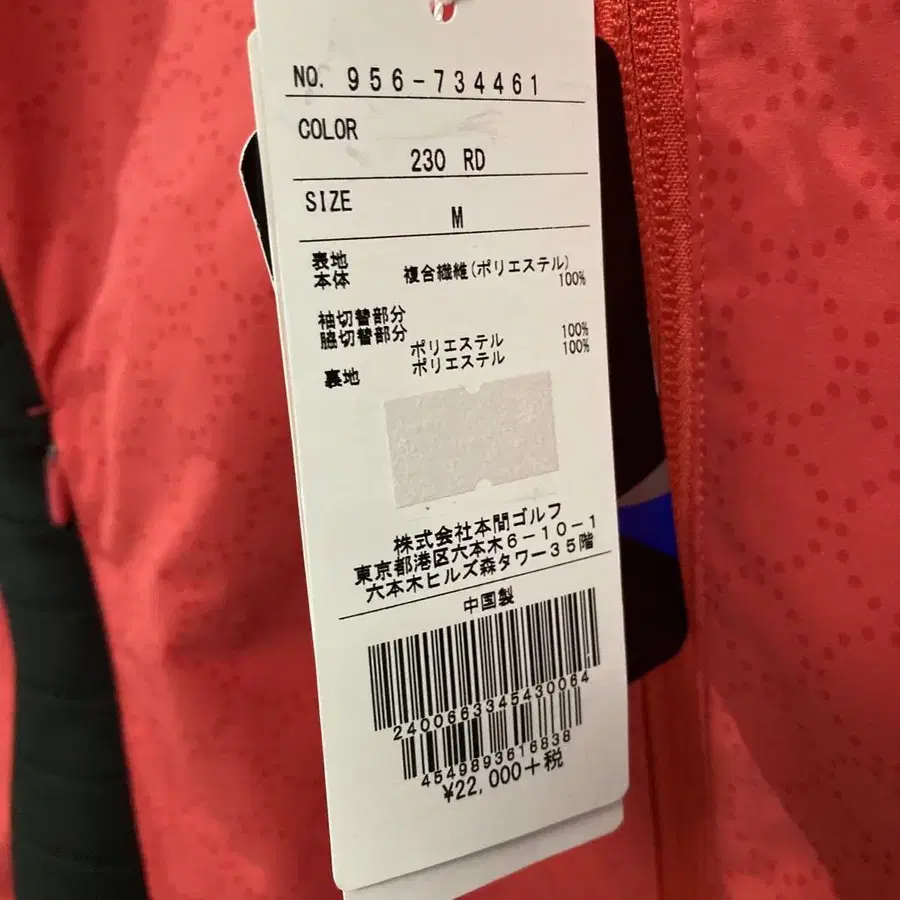 NO. 956-734461
COLOR
230 RD
SIZE
M
表地
本体 複合繊維(ポリエステル) 100%
袖切替部分
脇切替部分
ポリエステル 100%
裏地 ポリエステル 100%
株式会社本間ゴルフ
東京都港区六本木6-10-1
六本木ヒルズ森タワー35階
中国製
2400663345430064
4549893616838
¥22,000+税